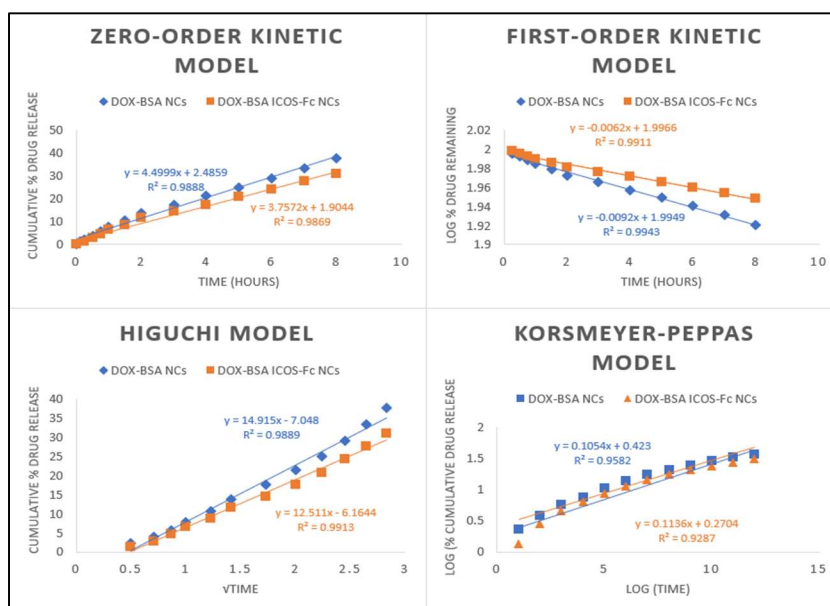 ZERO-ORDER KINETIC
MODEL
DOX-BSA NCs DOX-BSA ICOS-Fc NCs
CUMULATIVE % DRUG RELEASE
50
40
30
20
10
0
y = 4.4999x + 2.4859
R² = 0.9888
y = 3.7572x + 1.9044
R² = 0.9869
0 2 4 6 8 10
TIME (HOURS)
FIRST-ORDER KINETIC
MODEL
DOX-BSA NCs DOX-BSA ICOS-Fc NCs
LOG % DRUG REMAINING
2.02
2
1.98
1.96
1.94
1.92
1.9
y = -0.0062x + 1.9966
R² = 0.9911
y = -0.0092x + 1.9949
R² = 0.9943
0 2 4 6 8 10
TIME (HOURS)
HIGUCHI MODEL
DOX-BSA NCs DOX-BSA ICOS-Fc NCs
CUMULATIVE % DRUG RELEASE
40
35
30
25
20
15
10
5
0
y = 14.915x - 7.048
R² = 0.9889
y = 12.511x - 6.1644
R² = 0.9913
0 0.5 1 1.5 2 2.5 3
√TIME
KORSMEYER-PEPPAS
MODEL
DOX-BSA NCs DOX-BSA ICOS-Fc NCs
LOG (% CUMULATIVE DRUG RELEASE
2
1.5
1
0.5
0
y = 0.1054x + 0.423
R² = 0.9582
y = 0.1136x + 0.2704
R² = 0.9287
0 5 10 15
LOG (TIME)